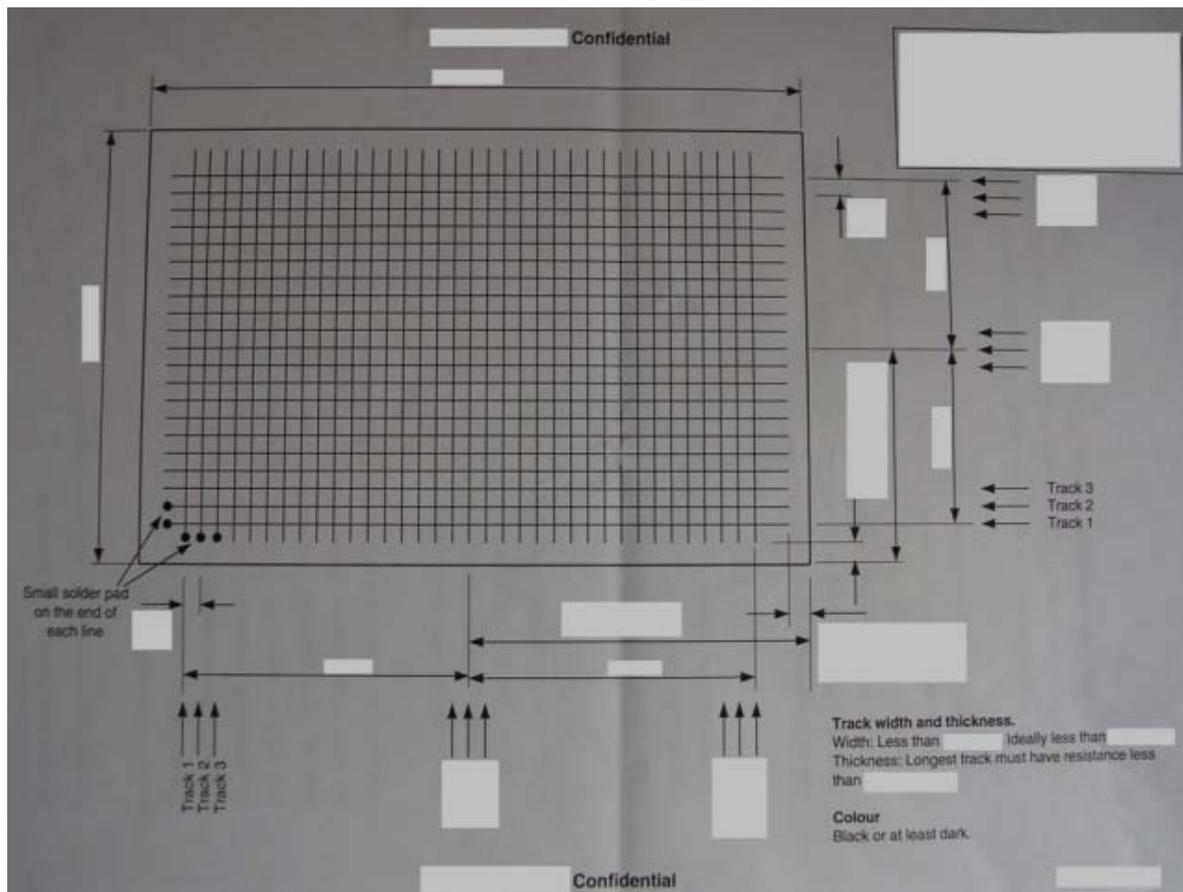 Confidential
Track 3
Track 2
Track 1
Small solder pad
on the end of
each line
Track 1
Track 2
Track 3
Track width and thickness.
Width: Less than Ideally less than
Thickness: Longest track must have resistance less
than
Colour
Black or at least dark.
Confidential